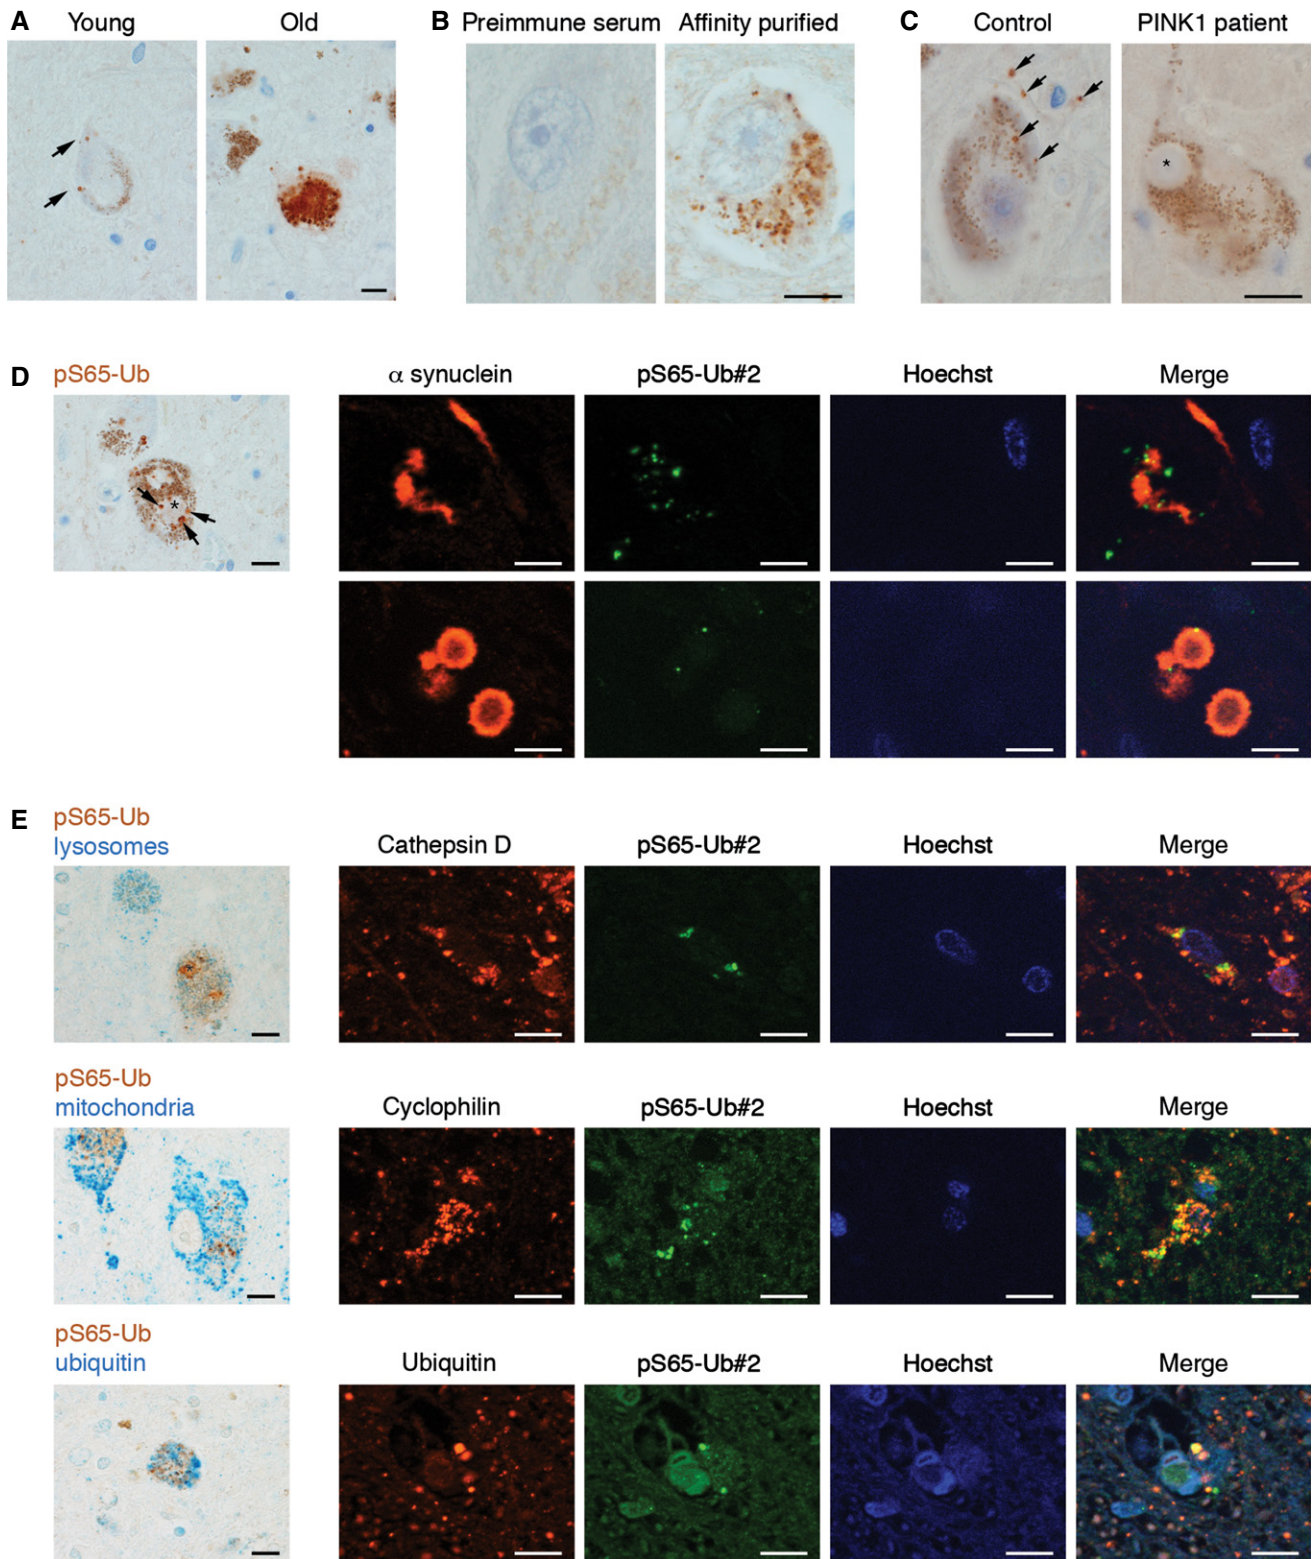 A Young Old B Preimmune serum Affinity purified C Control PINK1 patient
*
D pS65-Ub α synuclein pS65-Ub#2 Hoechst Merge
*
E pS65-Ub
lysosomes Cathepsin D pS65-Ub#2 Hoechst Merge
*
pS65-Ub
mitochondria Cyclophilin pS65-Ub#2 Hoechst Merge
pS65-Ub
ubiquitin Ubiquitin pS65-Ub#2 Hoechst Merge